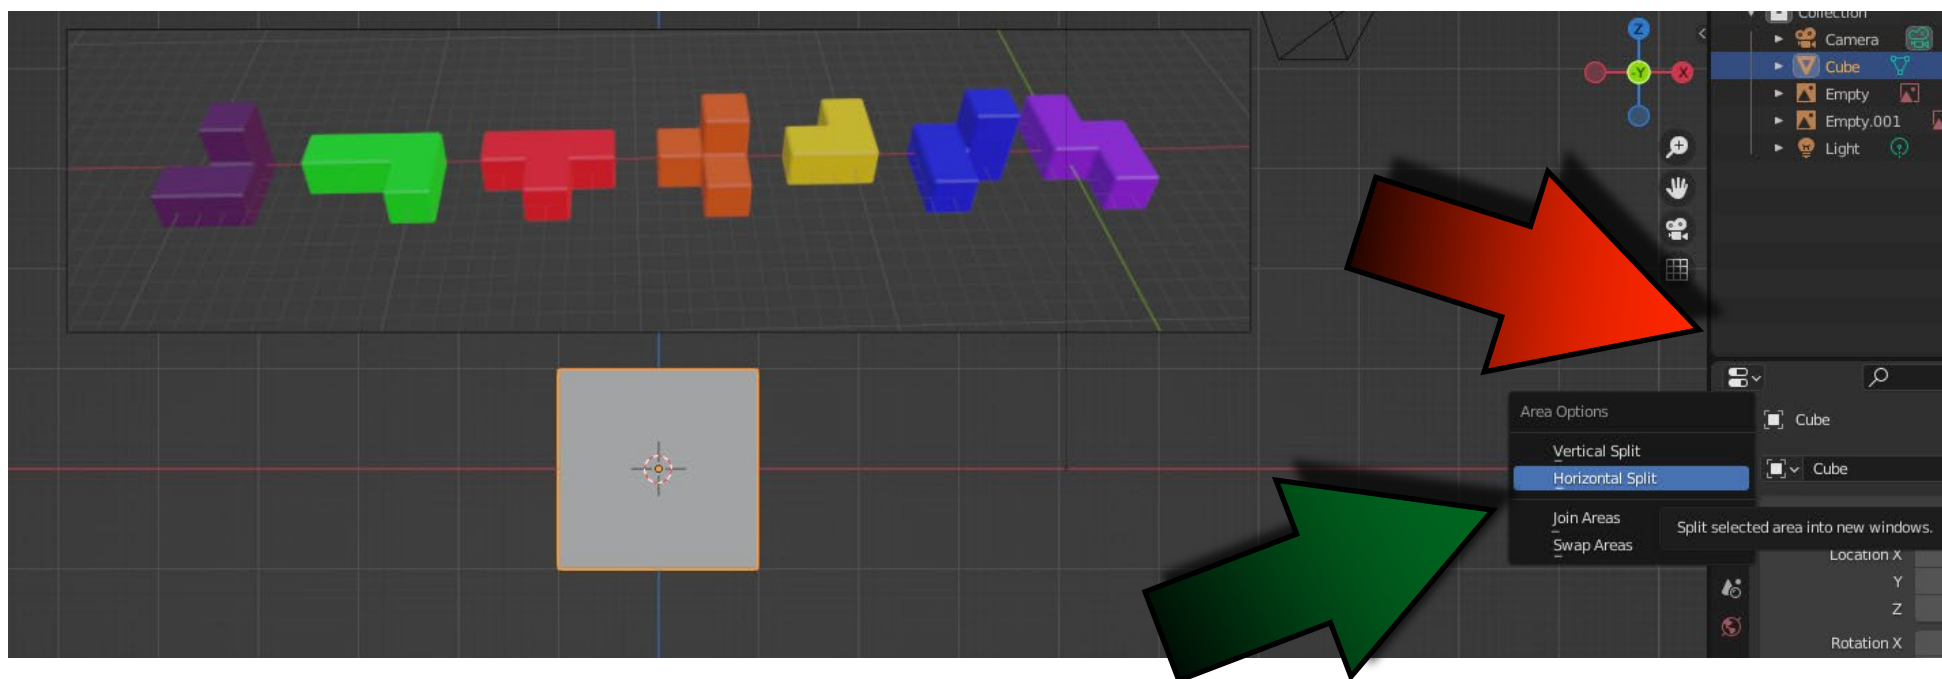 Collection
Z
Camera
-Y
X
Cube
Empty
Empty.001
Light
Area Options
Cube
Vertical Split
Cube
Horizontal Split
Join Areas
Split selected area into new windows.
Swap Areas
Location X
Y
Z
Rotation X